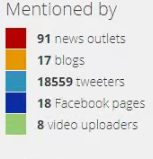 Mentioned by
91 news outlets
17 blogs
18559 tweeters
18 Facebook pages
8 video uploaders